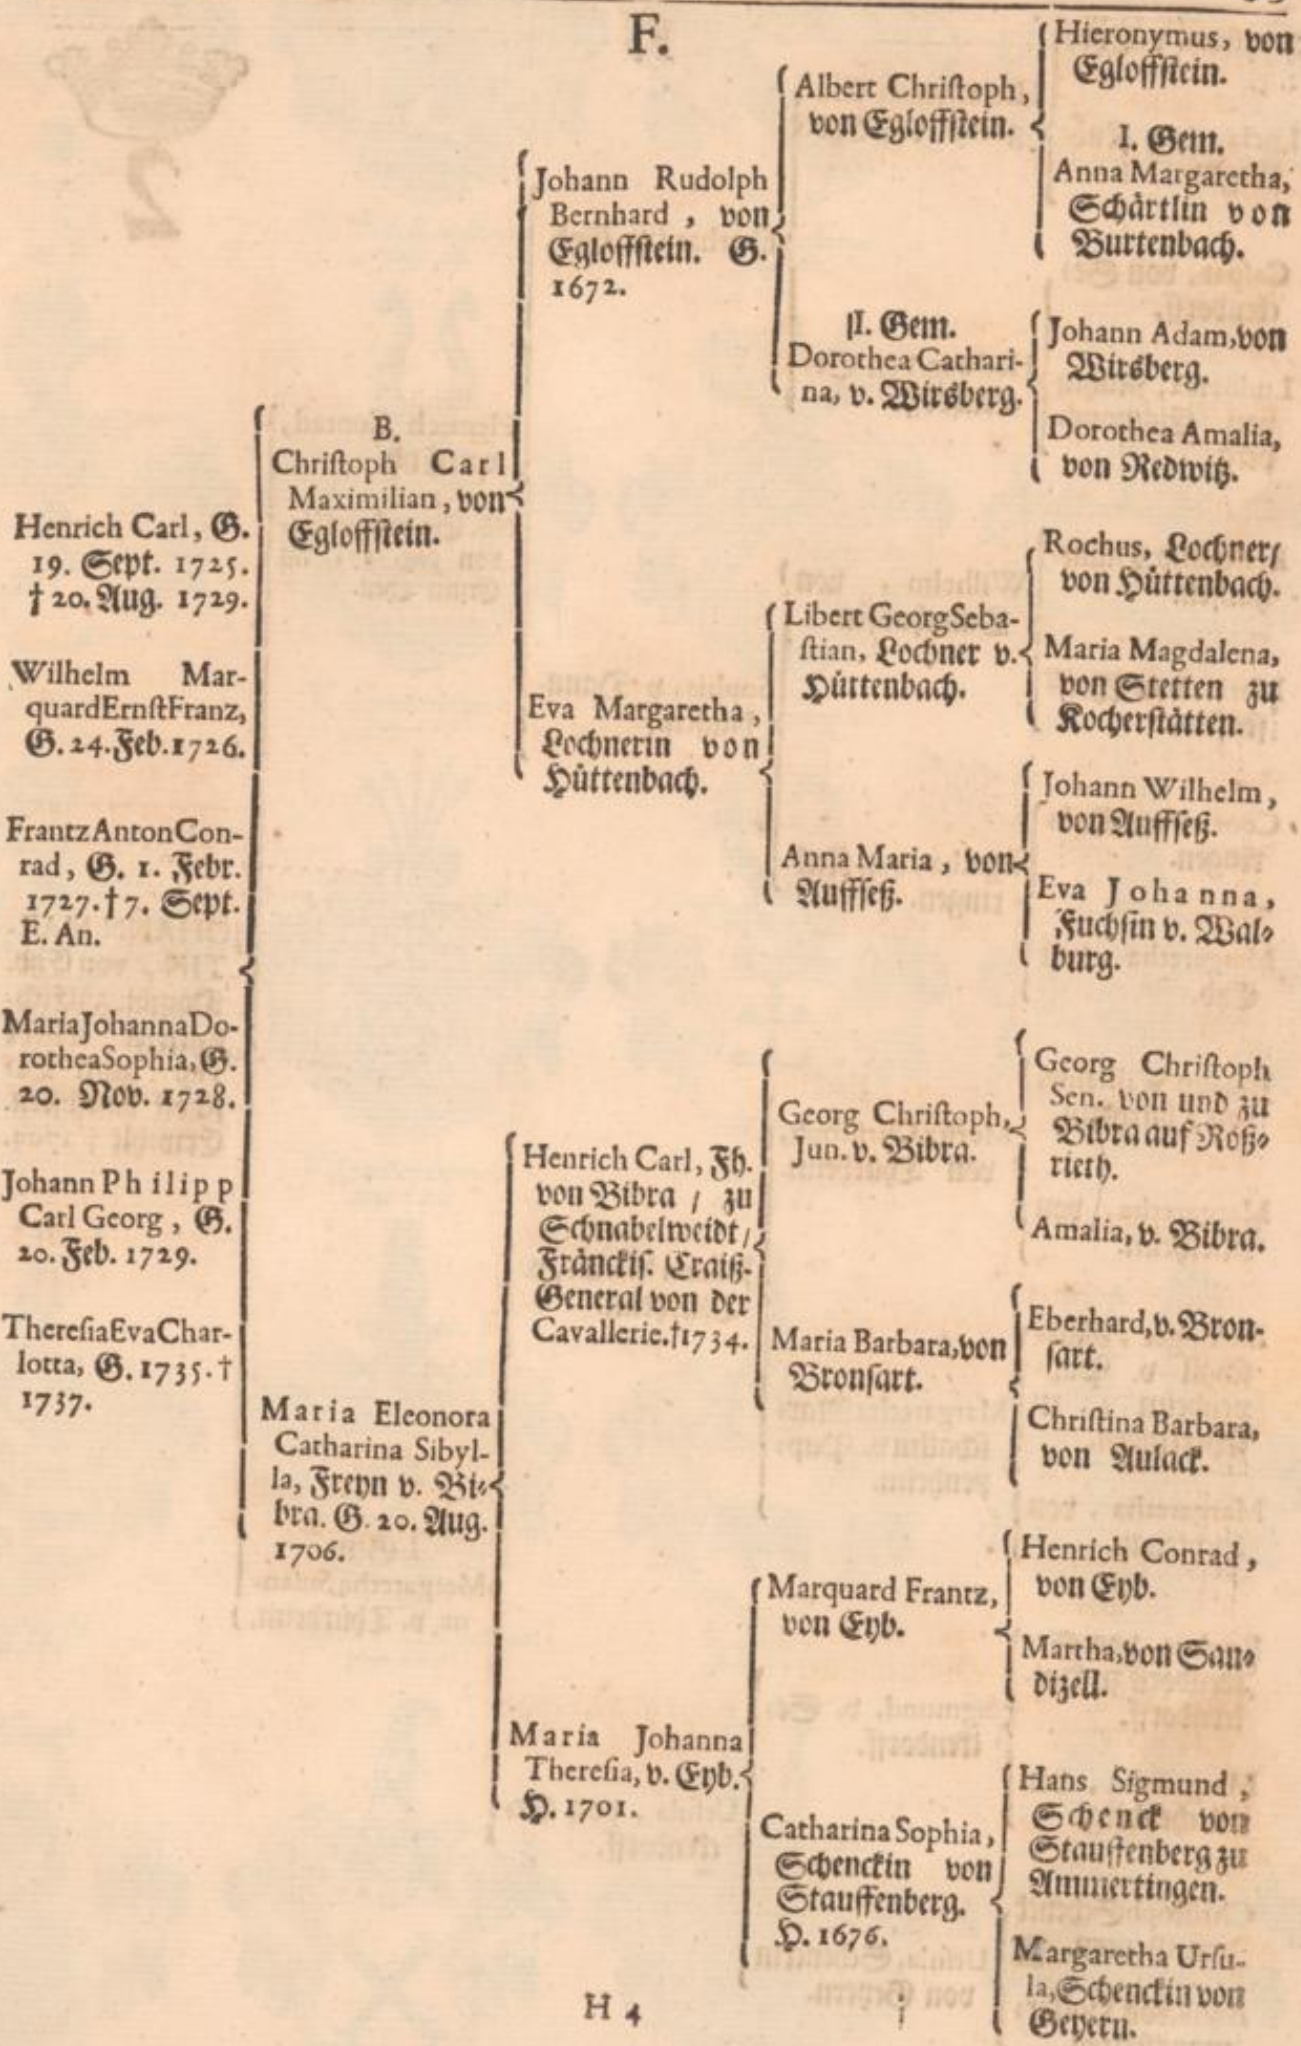 F.
Henrich Carl, G.
19. Sept. 1725.
† 20. Aug. 1729.
Wilhelm Mar-
quard Ernſt Franz,
G. 24. Feb. 1726.
Frantz Anton Con-
rad, G. 1. Febr.
1727. † 7. Sept.
E. An.
Maria Johanna Do-
rothea Sophia, G.
20. Nov. 1728.
Johann Philipp
Carl Georg, G.
20. Feb. 1729.
Thereſia Eva Char-
lotta, G. 1735. †
1737.
B.
Chriſtoph Carl
Maximilian, von
Egloffſtein.
Maria Eleonora
Catharina Sibyl-
la, Freyn v. Bi-
bra. G. 20. Aug.
1706.
Johann Rudolph
Bernhard, von
Egloffſtein. G.
1672.
Eva Margaretha,
Lochnerin von
Hüttenbach.
Henrich Carl, Fh.
von Bibra / zu
Schnabelweidt /
Fränckiſ. Craiß-
General von der
Cavallerie. † 1734.
Maria Johanna
Thereſia, v. Eyb.
H. 1701.
Albert Chriſtoph,
von Egloffſtein.
II. Gem.
Dorothea Cathari-
na, v. Wirsberg.
Libert Georg Seba-
ſtian, Lochner v.
Hüttenbach.
Anna Maria, von
Auffſeß.
Georg Chriſtoph,
Jun. v. Bibra.
Maria Barbara, von
Bronſart.
Marquard Frantz,
von Eyb.
Catharina Sophia,
Schenckin von
Stauffenberg.
H. 1676.
Hieronymus, von
Egloffſtein.
I. Gem.
Anna Margaretha,
Schärtlin von
Burtenbach.
Johann Adam, von
Wirsberg.
Dorothea Amalia,
von Redwitz.
Rochus, Lochner /
von Hüttenbach.
Maria Magdalena,
von Stetten zu
Kocherſtätten.
Johann Wilhelm,
von Auffſeß.
Eva Johanna,
Fuchſin v. Wal-
burg.
Georg Chriſtoph
Sen. von und zu
Bibra auf Roß-
rieth.
Amalia, v. Bibra.
Eberhard, v. Bron-
ſart.
Chriſtina Barbara,
von Aulack.
Henrich Conrad,
von Eyb.
Martha, von San-
dizell.
Hans Sigmund,
Schenck von
Stauffenberg zu
Ammertingen.
Margaretha Urſu-
la, Schenckin von
Geyern.
H 4